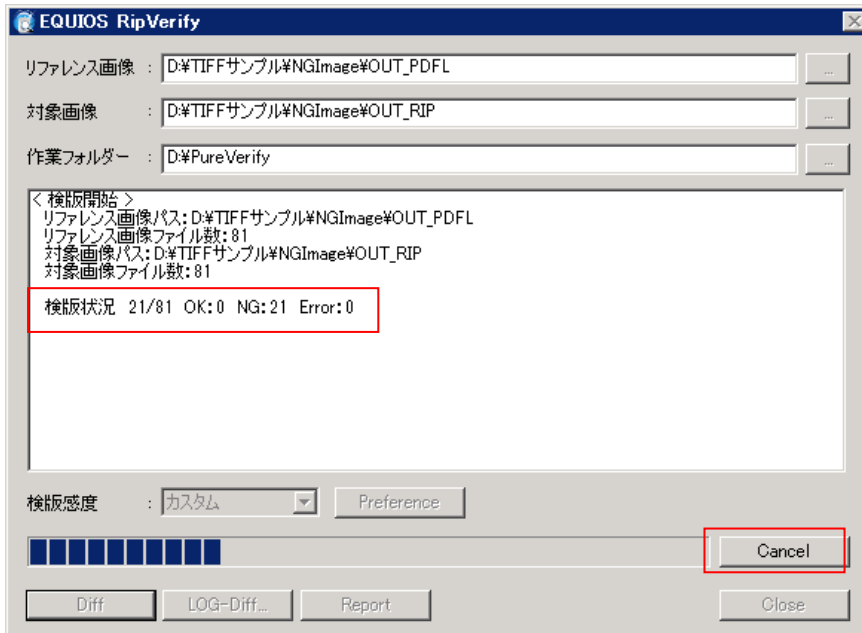 EQUIOS RipVerify
リファレンス画像 : D:¥TIFFサンプル¥NGImage¥OUT_PDFL ...
対象画像 : D:¥TIFFサンプル¥NGImage¥OUT_RIP ...
作業フォルダー : D:¥PureVerify ...
< 検版開始 >
リファレンス画像パス:D:¥TIFFサンプル¥NGImage¥OUT_PDFL
リファレンス画像ファイル数:81
対象画像パス:D:¥TIFFサンプル¥NGImage¥OUT_RIP
対象画像ファイル数:81
検版状況 21/81 OK:0 NG:21 Error:0
検版感度 : カスタム Preference
Cancel
Diff LOG-Diff... Report Close